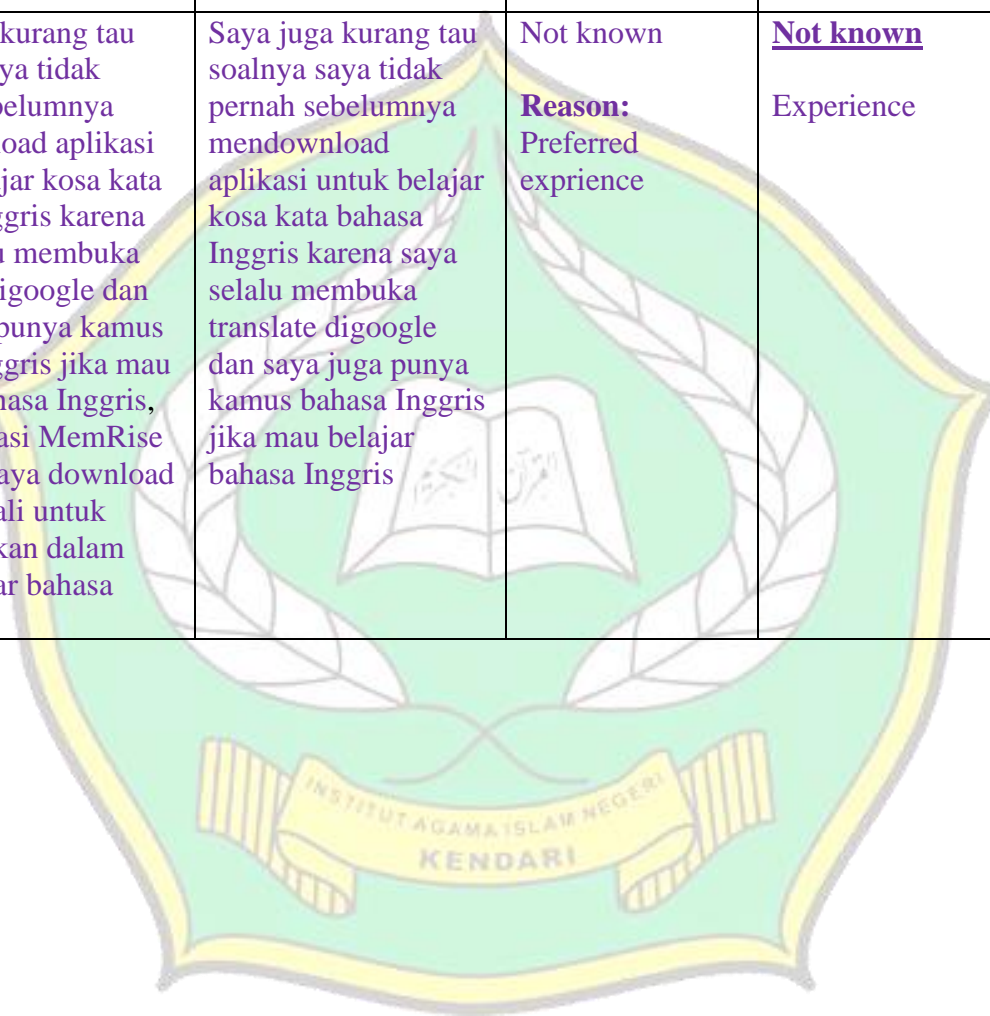 kurang tau
ya tidak
belumnya
load aplikasi
jar kosa kata
ggris karena
u membuka
digoogle dan
punya kamus
ggris jika mau
hasa Inggris,
asi MemRise
aya download
ali untuk
kan dalam
ar bahasa
Saya juga kurang tau
soalnya saya tidak
pernah sebelumnya
mendownload
aplikasi untuk belajar
kosa kata bahasa
Inggris karena saya
selalu membuka
translate digoogle
dan saya juga punya
kamus bahasa Inggris
jika mau belajar
bahasa Inggris
Not known
Reason:
Preferred
exprience
Not known
Experience
INSTITUT AGAMA ISLAM NEGERI
KENDARI